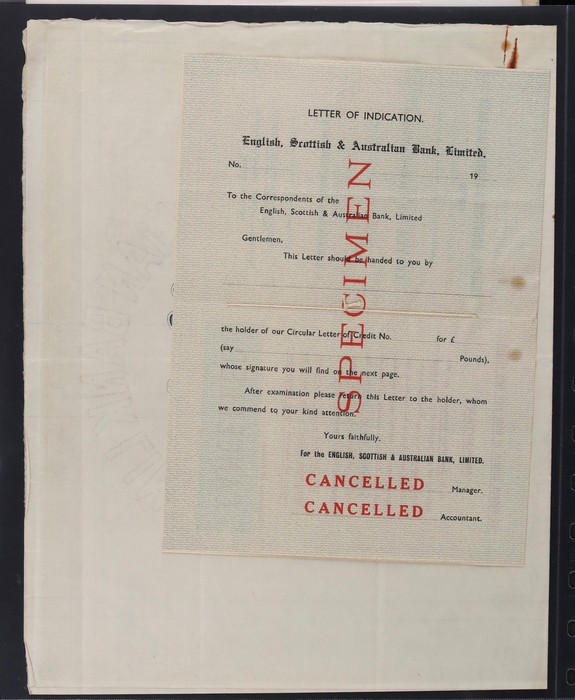 LETTER OF INDICATION.
English, Scottish & Australian Bank, Limited.
No.
19
To the Correspondents of the
English, Scottish & Australian Bank, Limited
Gentlemen,
This Letter should be handed to you by
the holder of our Circular Letter of Credit No. for £
(say Pounds),
whose signature you will find on the next page.
After examination please return this Letter to the holder, whom
we commend to your kind attention.
Yours faithfully.
For the ENGLISH, SCOTTISH & AUSTRALIAN BANK, LIMITED.
CANCELLED Manager.
CANCELLED Accountant.
SPECIMEN